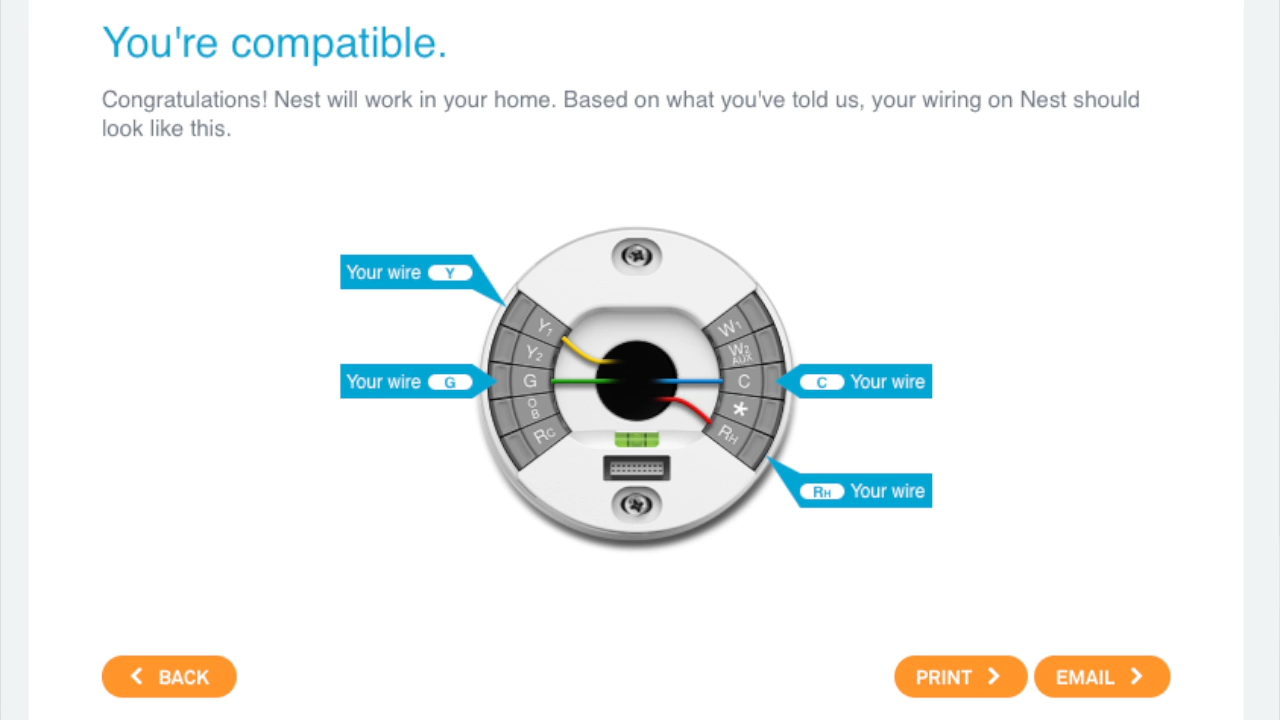 You're compatible.
Congratulations! Nest will work in your home. Based on what you've told us, your wiring on Nest should
look like this.
Your wire Y
Y1
Y2
Your wire G
G
O
B
RC
W1
W2
AUX
C
C Your wire
*
RH
RH Your wire
BACK
PRINT
EMAIL